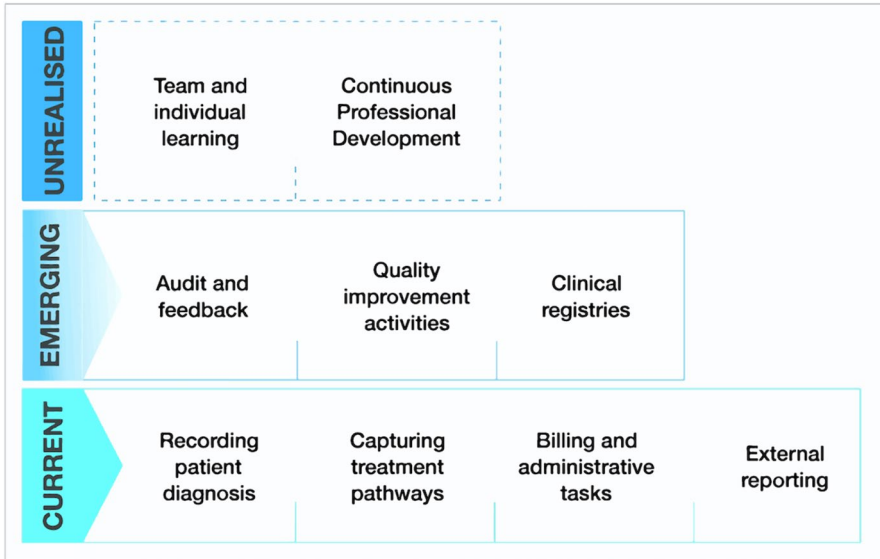 UNREALISED
Team and
individual
learning
Continuous
Professional
Development
EMERGING
Audit and
feedback
Quality
improvement
activities
Clinical
registries
CURRENT
Recording
patient
diagnosis
Capturing
treatment
pathways
Billing and
administrative
tasks
External
reporting